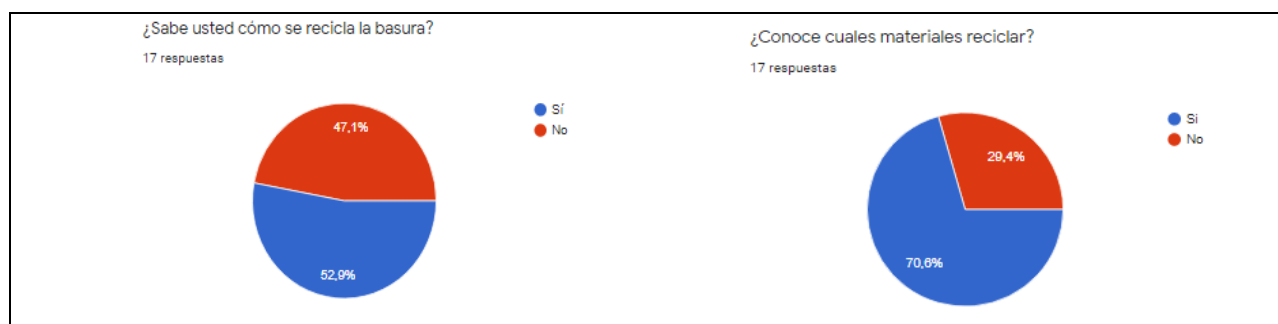 ¿Sabe usted cómo se recicla la basura?
17 respuestas
47,1%
52,9%
Sí
No
¿Conoce cuales materiales reciclar?
17 respuestas
29,4%
70,6%
Si
No